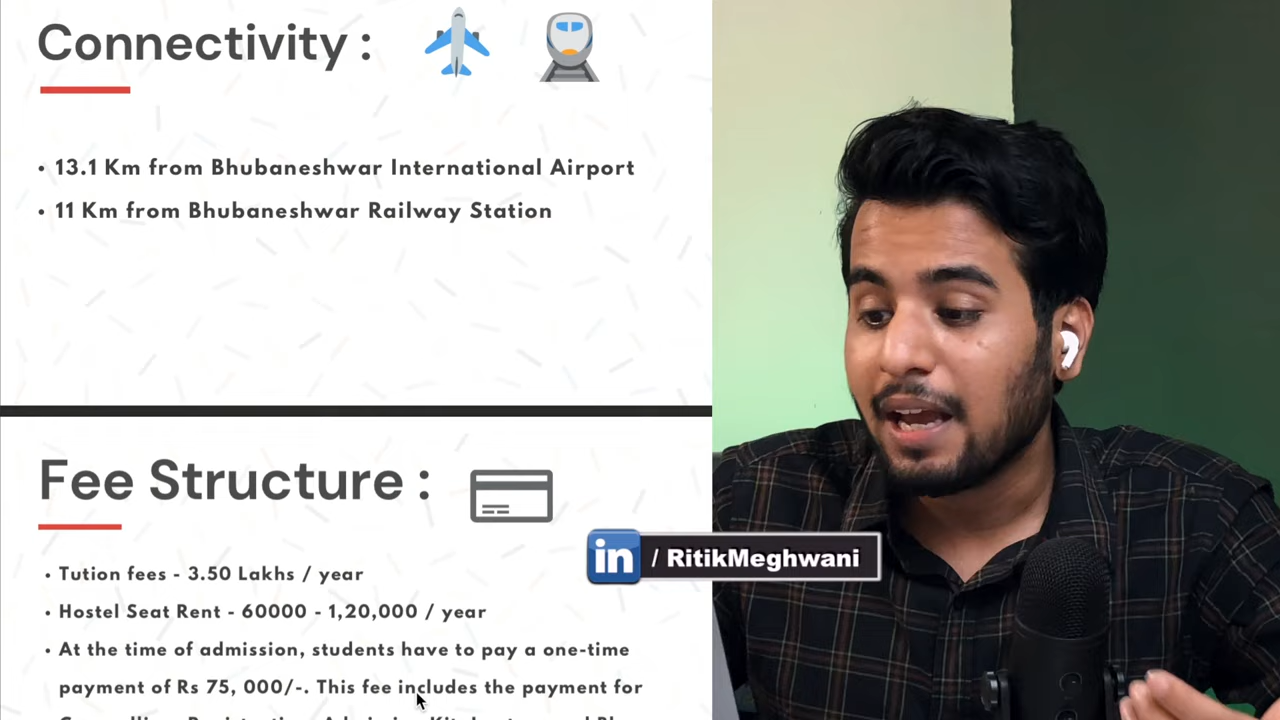 Connectivity :
• 13.1 Km from Bhubaneshwar International Airport
• 11 Km from Bhubaneshwar Railway Station
Fee Structure :
• Tution fees - 3.50 Lakhs / year
• Hostel Seat Rent - 60000 - 1,20,000 / year
• At the time of admission, students have to pay a one-time
payment of Rs 75, 000/-. This fee includes the payment for
in / RitikMeghwani